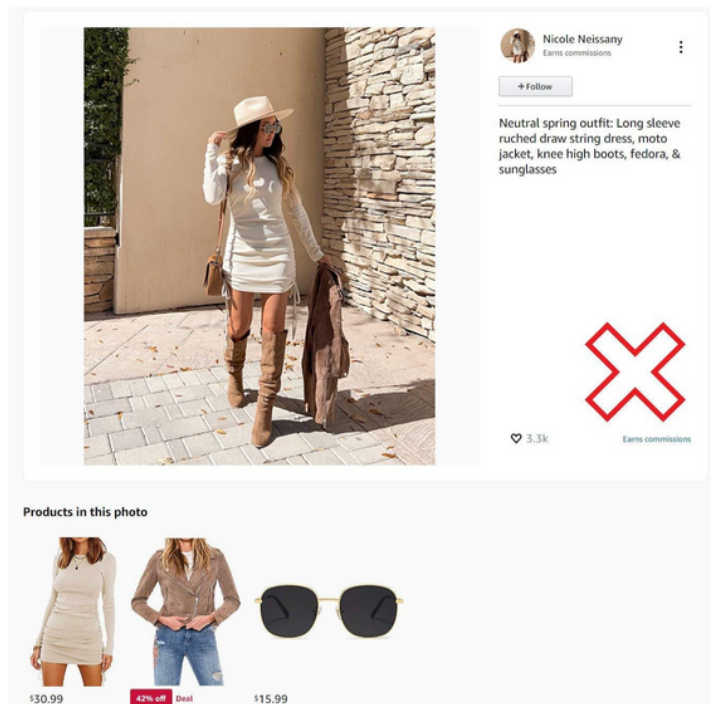 Nicole Neissany
Earns commissions
+Follow
Neutral spring outfit: Long sleeve
ruched draw string dress, moto
jacket, knee high boots, fedora, &
sunglasses
3.3k
Earns commissions
Products in this photo
$30.99
42% off Deal
$15.99